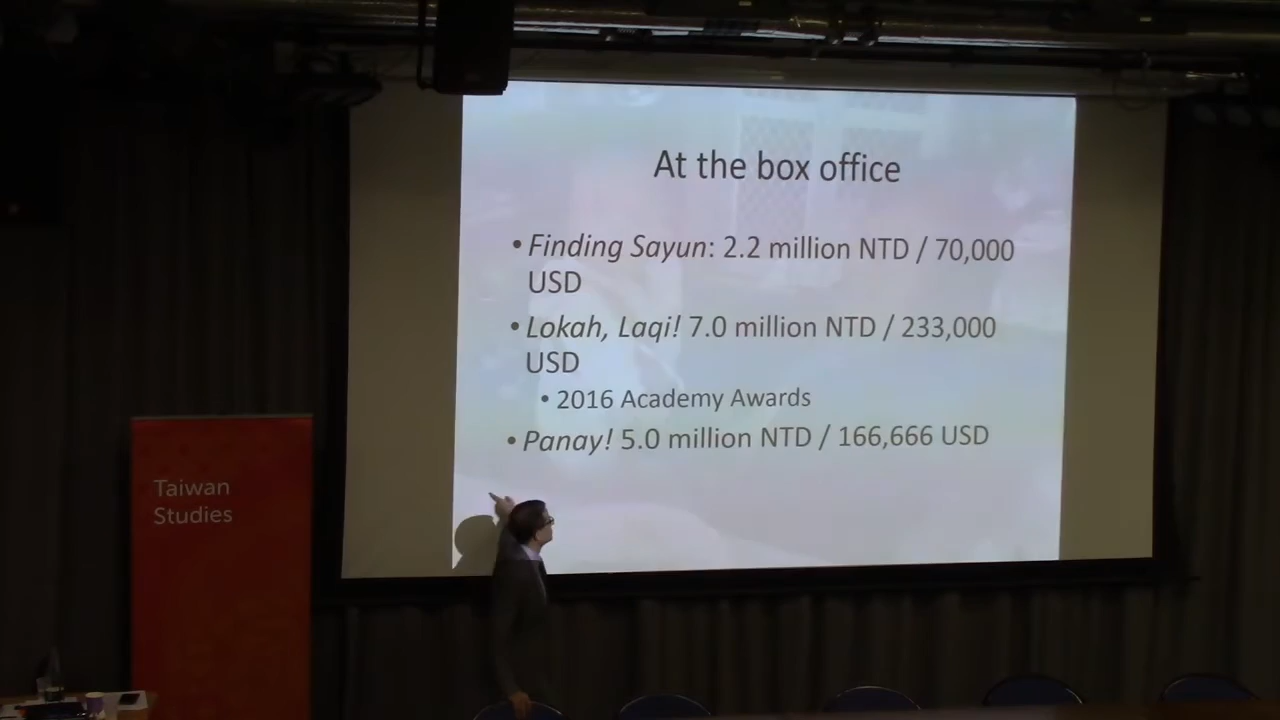 At the box office
• Finding Sayun: 2.2 million NTD / 70,000
USD
• Lokah, Laqi! 7.0 million NTD / 233,000
USD
• 2016 Academy Awards
• Panay! 5.0 million NTD / 166,666 USD
Taiwan
Studies